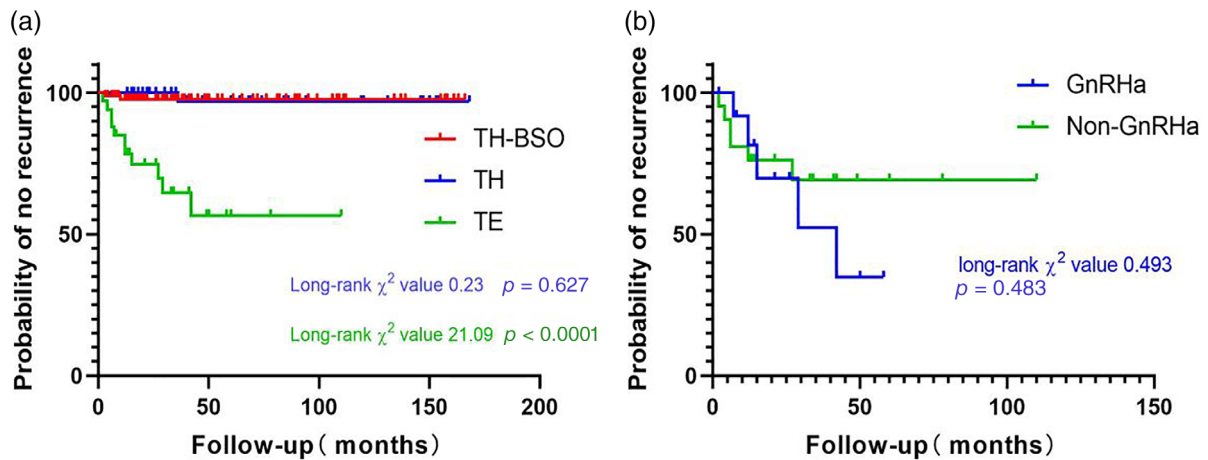 (a)
Probability of no recurrence
100
50
0
TH-BSO
TH
TE
Long-rank χ² value 0.23 p = 0.627
Long-rank χ² value 21.09 p < 0.0001
0 50 100 150 200
Follow-up( months)
(b)
Probability of no recurrence
100
50
0
GnRHa
Non-GnRHa
long-rank χ² value 0.493
p = 0.483
0 50 100 150
Follow-up( months)